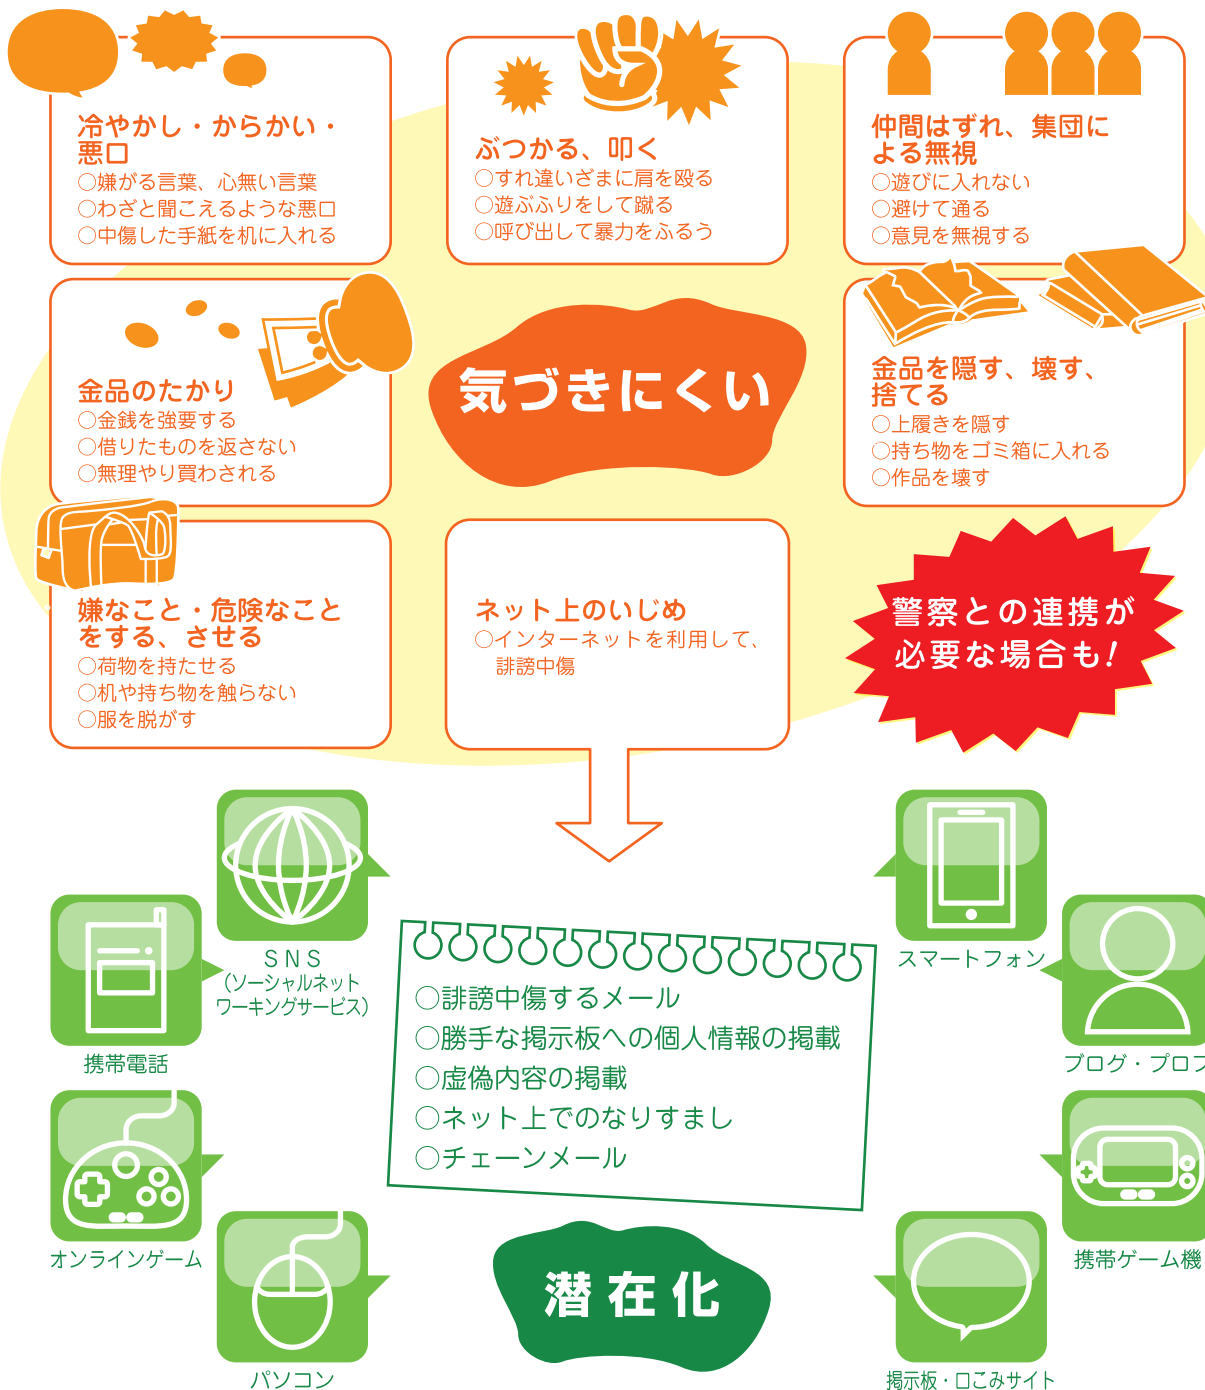 冷やかし・からかい・
悪口
○嫌がる言葉、心無い言葉
○わざと聞こえるような悪口
○中傷した手紙を机に入れる
ぶつかる、叩く
○すれ違いざまに肩を殴る
○遊ぶふりをして蹴る
○呼び出して暴力をふるう
仲間はずれ、集団に
よる無視
○遊びに入れない
○避けて通る
○意見を無視する
金品のたかり
○金銭を強要する
○借りたものを返さない
○無理やり買わされる
気づきにくい
金品を隠す、壊す、
捨てる
○上履きを隠す
○持ち物をゴミ箱に入れる
○作品を壊す
嫌なこと・危険なこと
をする、させる
○荷物を持たせる
○机や持ち物を触らない
○服を脱がす
ネット上のいじめ
○インターネットを利用して、
誹謗中傷
警察との連携が
必要な場合も!
SNS
(ソーシャルネット
ワーキングサービス)
携帯電話
オンラインゲーム
パソコン
○誹謗中傷するメール
○勝手な掲示板への個人情報の掲載
○虚偽内容の掲載
○ネット上でのなりすまし
○チェーンメール
潜在化
スマートフォン
ブログ・プロフ
携帯ゲーム機
掲示板・口こみサイト